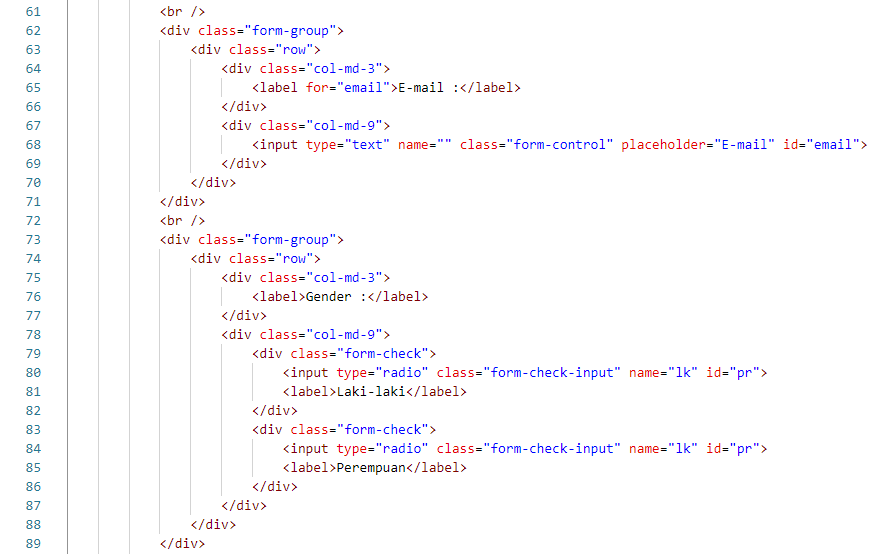 61 <br />
62 <div class="form-group">
63 <div class="row">
64 <div class="col-md-3">
65 <label for="email">E-mail :</label>
66 </div>
67 <div class="col-md-9">
68 <input type="text" name="" class="form-control" placeholder="E-mail" id="email">
69 </div>
70 </div>
71 </div>
72 <br />
73 <div class="form-group">
74 <div class="row">
75 <div class="col-md-3">
76 <label>Gender :</label>
77 </div>
78 <div class="col-md-9">
79 <div class="form-check">
80 <input type="radio" class="form-check-input" name="lk" id="pr">
81 <label>Laki-laki</label>
82 </div>
83 <div class="form-check">
84 <input type="radio" class="form-check-input" name="lk" id="pr">
85 <label>Perempuan</label>
86 </div>
87 </div>
88 </div>
89 </div>